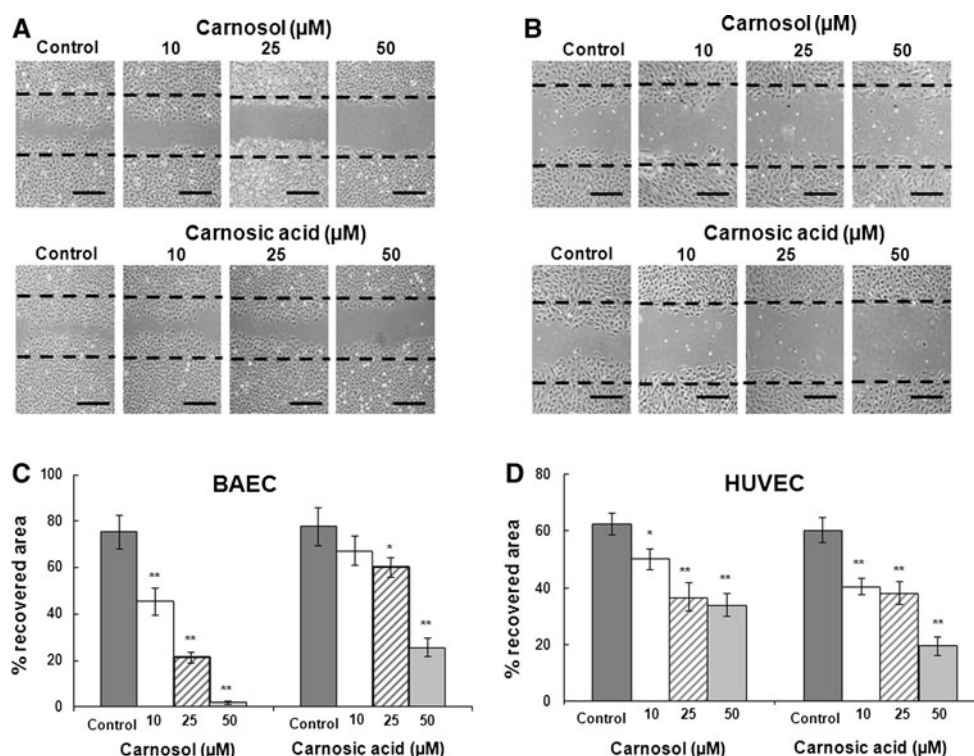 A
Carnosol (µM)
Control 10 25 50
Carnosic acid (µM)
Control 10 25 50
B
Carnosol (µM)
Control 10 25 50
Carnosic acid (µM)
Control 10 25 50
C
BAEC
% recovered area
100
80
60
40
20
0
** ** ** * **
Control 10 25 50 Control 10 25 50
Carnosol (µM) Carnosic acid (µM)
D
HUVEC
% recovered area
80
60
40
20
0
* ** ** ** ** **
Control 10 25 50 Control 10 25 50
Carnosol (µM) Carnosic acid (µM)